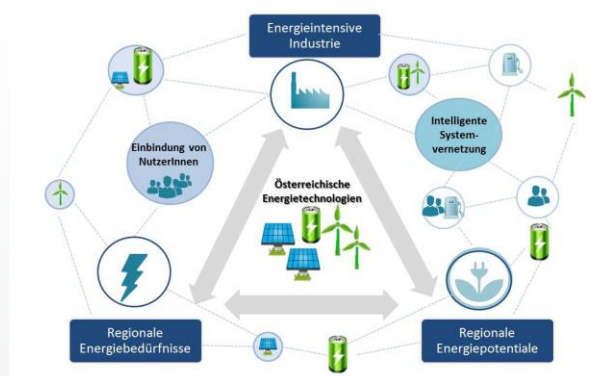 Energieintensive
Industrie
Einbindung von
NutzerInnen
Intelligente
System-
vernetzung
Österreichische
Energietechnologien
Regionale
Energiebedürfnisse
Regionale
Energiepotentiale